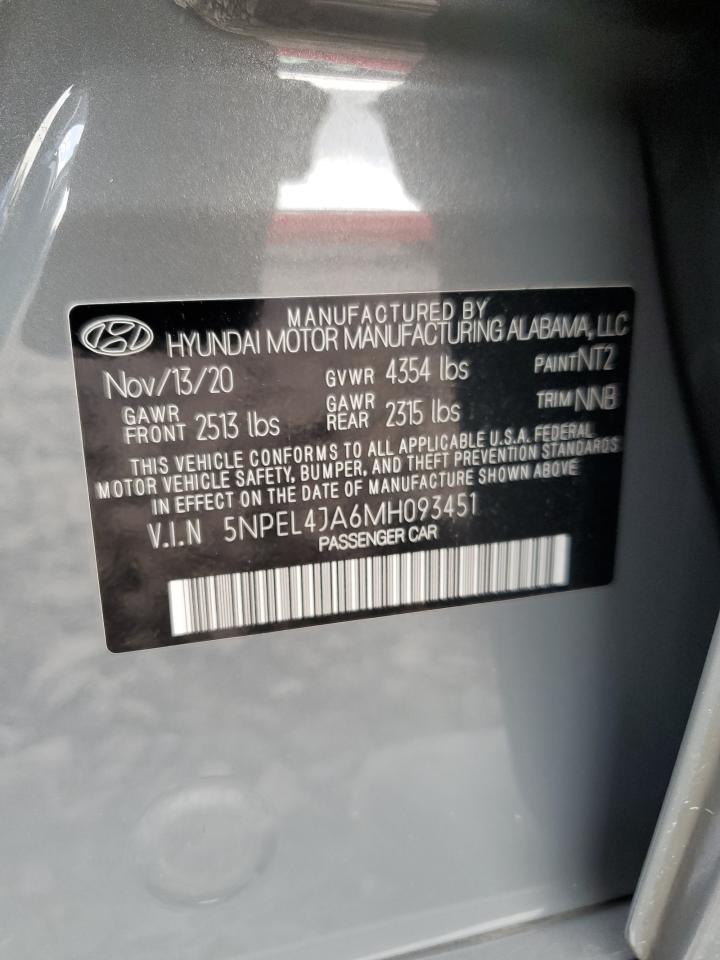 MANUFACTURED BY
HYUNDAI MOTOR MANUFACTURING ALABAMA, LLC
Nov/13/20 GVWR 4354 lbs PAINT NT2
GAWR FRONT 2513 lbs GAWR REAR 2315 lbs TRIM NNB
THIS VEHICLE CONFORMS TO ALL APPLICABLE U.S.A. FEDERAL
MOTOR VEHICLE SAFETY, BUMPER, AND THEFT PREVENTION STANDARDS
IN EFFECT ON THE DATE OF MANUFACTURE SHOWN ABOVE
V.I.N 5NPEL4JA6MH093451
PASSENGER CAR